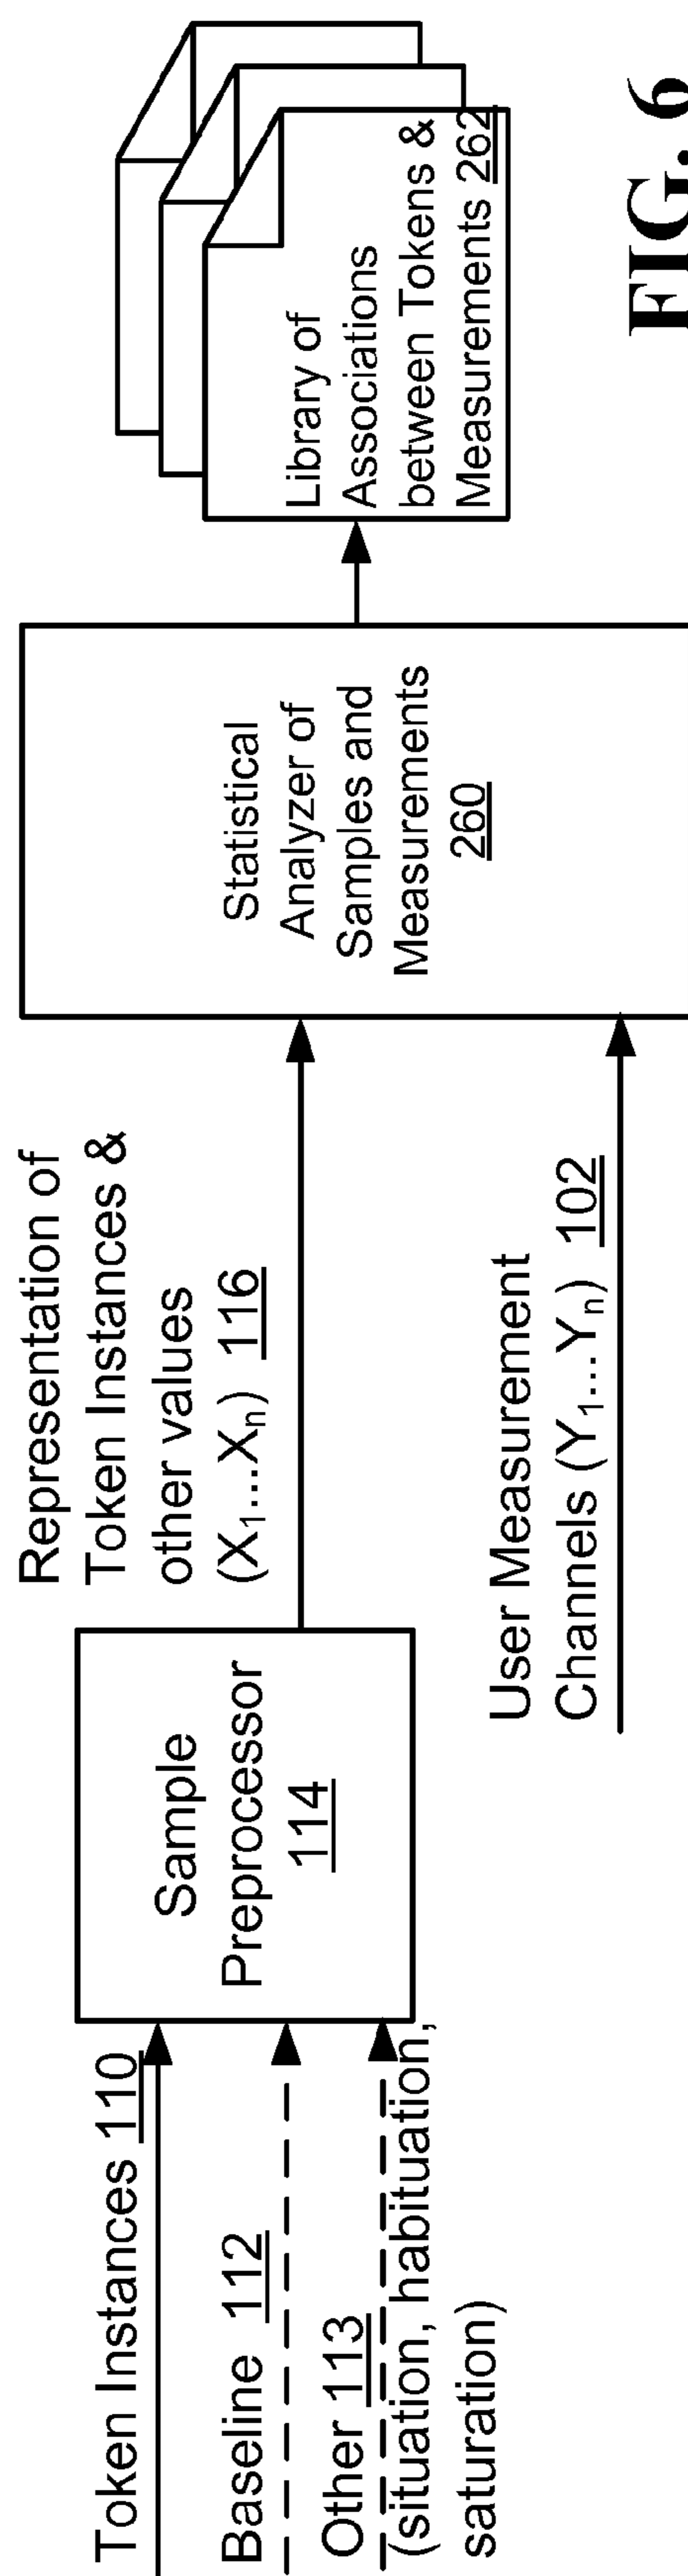 Token Instances 110
Baseline 112
Other 113
(situation, habituation,
saturation)
Sample
Preprocessor
114
Representation of
Token Instances &
other values
(X1...Xn) 116
User Measurement
Channels (Y1...Yn) 102
Statistical
Analyzer of
Samples and
Measurements
260
Library of
Associations
between Tokens &
Measurements 262
FIG. 6